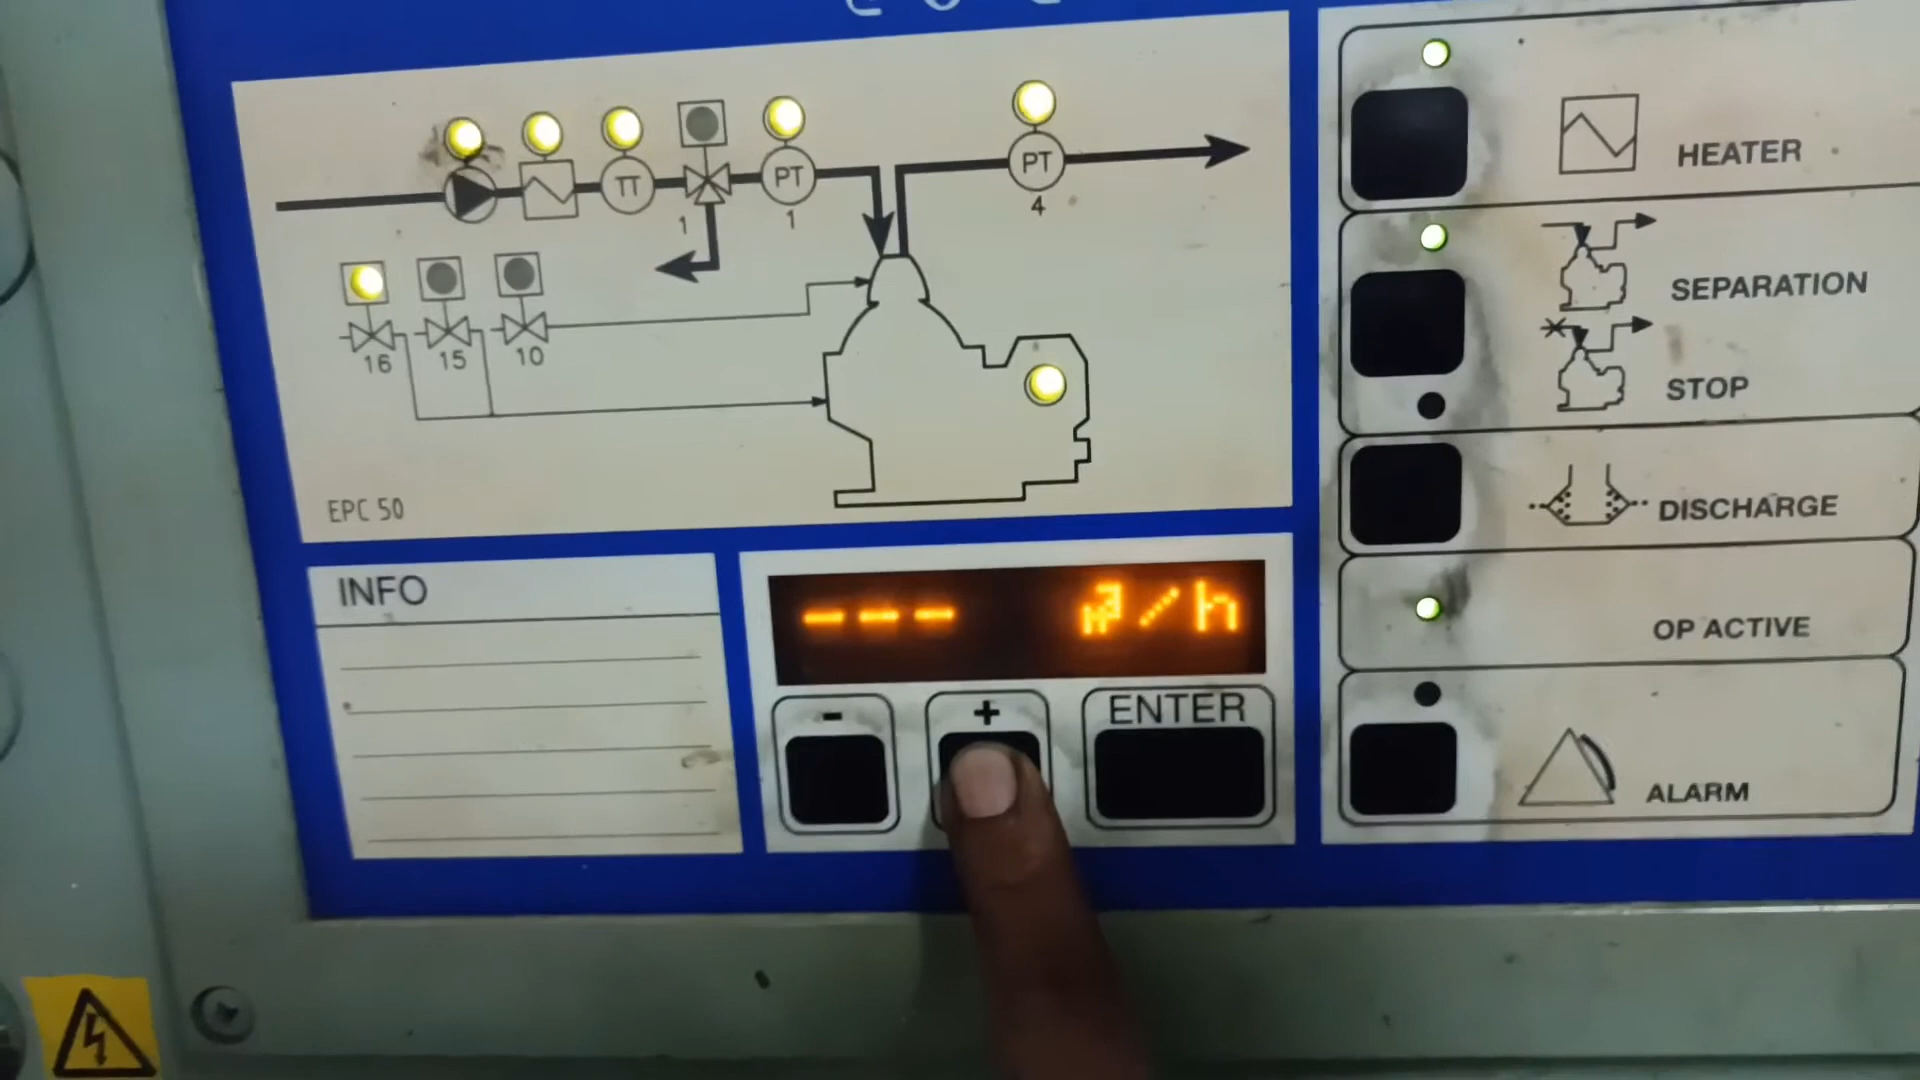 TT
PT
PT
1
1
4
16
15
10
EPC 50
INFO
--- m³/h
-
+
ENTER
HEATER
SEPARATION
STOP
DISCHARGE
OP ACTIVE
ALARM